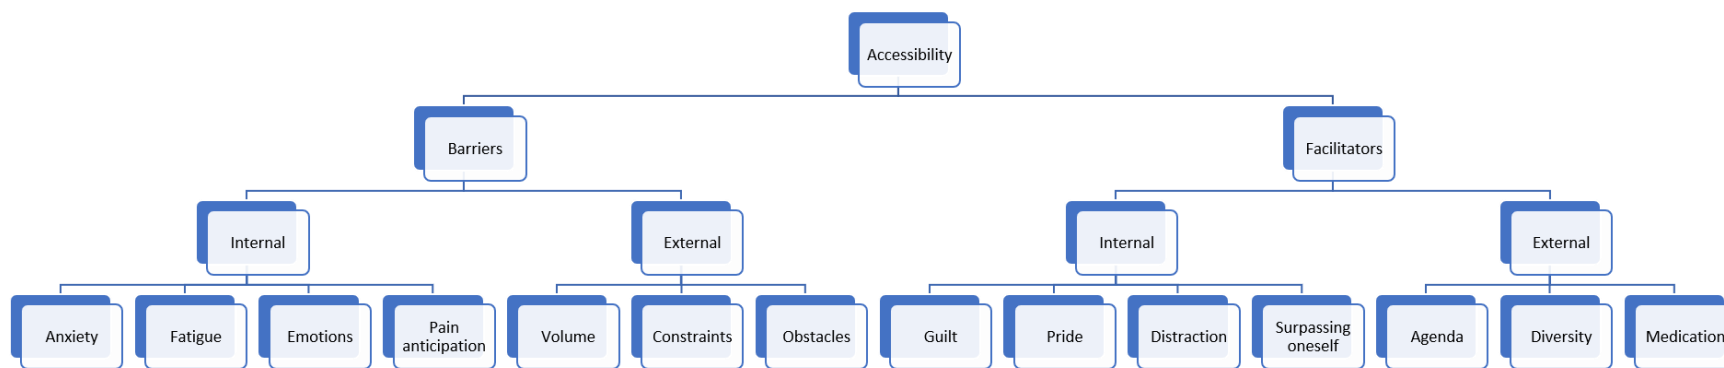 Accessibility
Barriers
Facilitators
Internal
External
Internal
External
Anxiety
Fatigue
Emotions
Pain
anticipation
Volume
Constraints
Obstacles
Guilt
Pride
Distraction
Surpassing
oneself
Agenda
Diversity
Medication